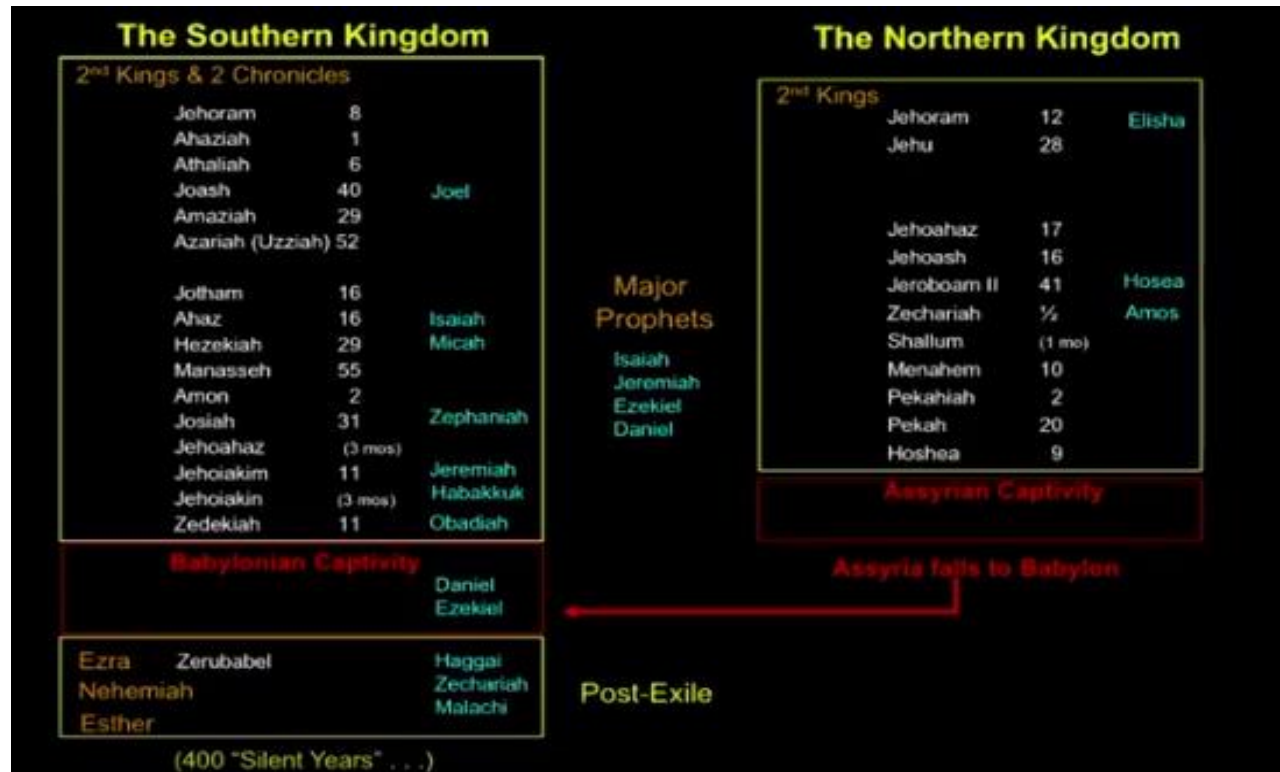 The Southern Kingdom
2nd Kings & 2 Chronicles
Jehoram 8
Ahaziah 1
Athaliah 6
Joash 40 Joel
Amaziah 29
Azariah (Uzziah) 52
Jotham 16
Ahaz 16 Isaiah
Hezekiah 29 Micah
Manasseh 55
Amon 2
Josiah 31 Zephaniah
Jehoahaz (3 mos)
Jehoiakim 11 Jeremiah
Jehoiakin (3 mos) Habakkuk
Zedekiah 11 Obadiah
Babylonian Captivity
Daniel
Ezekiel
Ezra Zerubabel Haggai
Nehemiah Zechariah
Malachi
Esther
(400 "Silent Years" . . .)
Major
Prophets
Isaiah
Jeremiah
Ezekiel
Daniel
Post-Exile
The Northern Kingdom
2nd Kings
Jehoram 12 Elisha
Jehu 28
Jehoahaz 17
Jehoash 16
Jeroboam II 41 Hosea
Zechariah ½ Amos
Shallum (1 mo)
Menahem 10
Pekahiah 2
Pekah 20
Hoshea 9
Assyrian Captivity
Assyria falls to Babylon